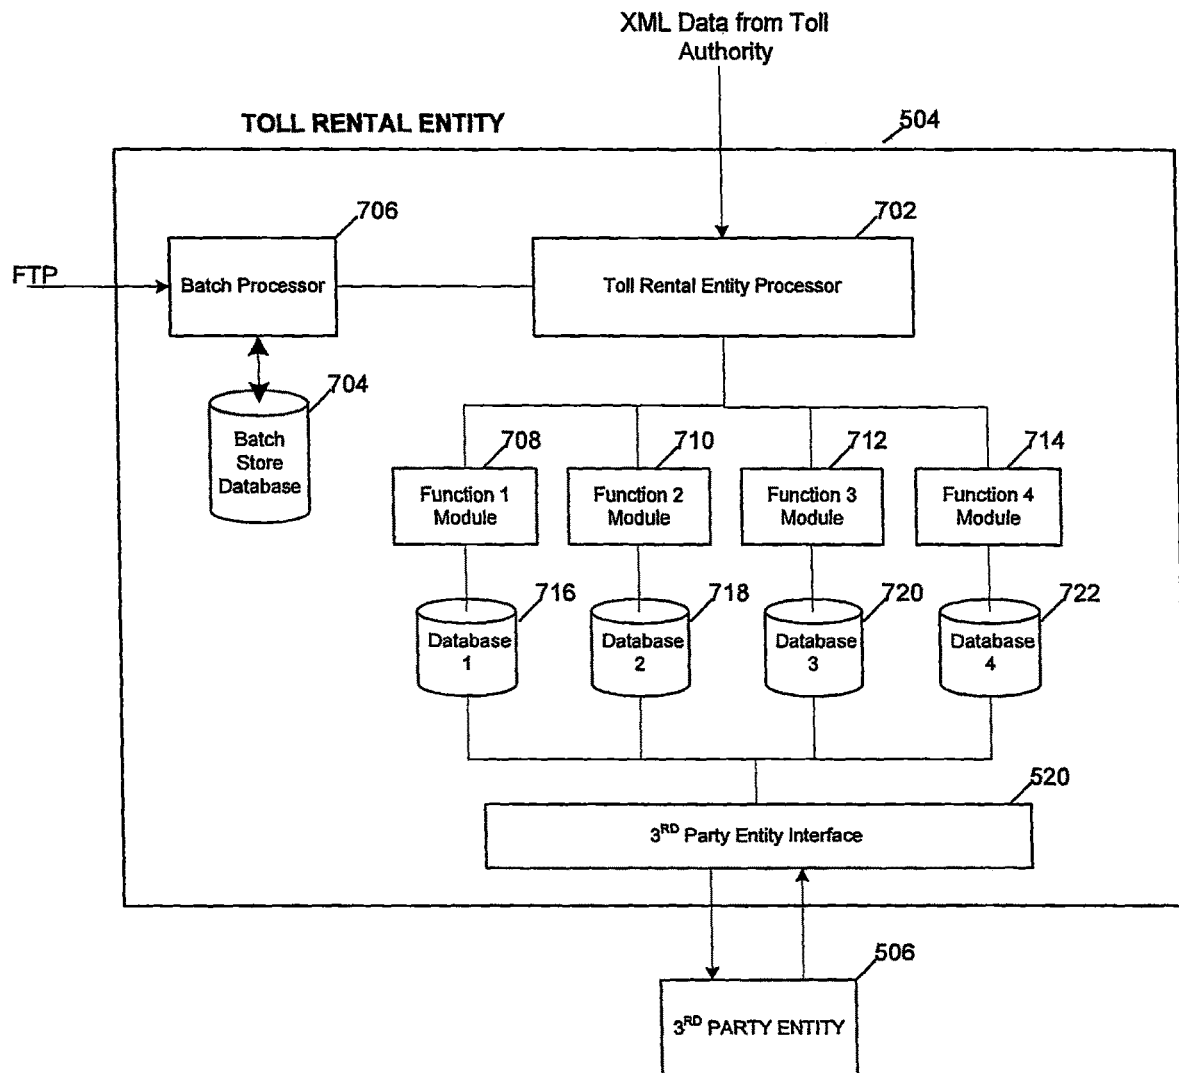 XML Data from Toll
Authority
TOLL RENTAL ENTITY
504
706
702
FTP
Batch Processor
Toll Rental Entity Processor
704
Batch
Store
Database
708
710
712
714
Function 1
Module
Function 2
Module
Function 3
Module
Function 4
Module
716
718
720
722
Database
1
Database
2
Database
3
Database
4
520
3RD Party Entity Interface
506
3RD PARTY ENTITY